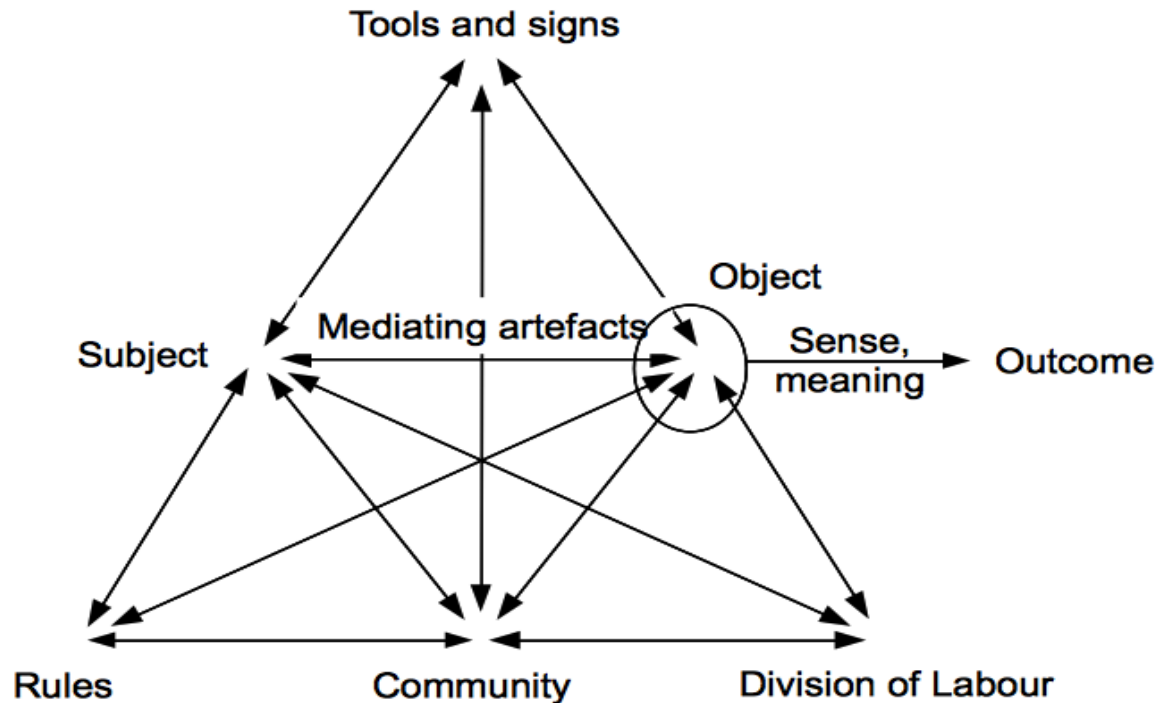 Tools and signs
Object
Mediating artefacts
Subject
Sense,
meaning
Outcome
Rules
Community
Division of Labour